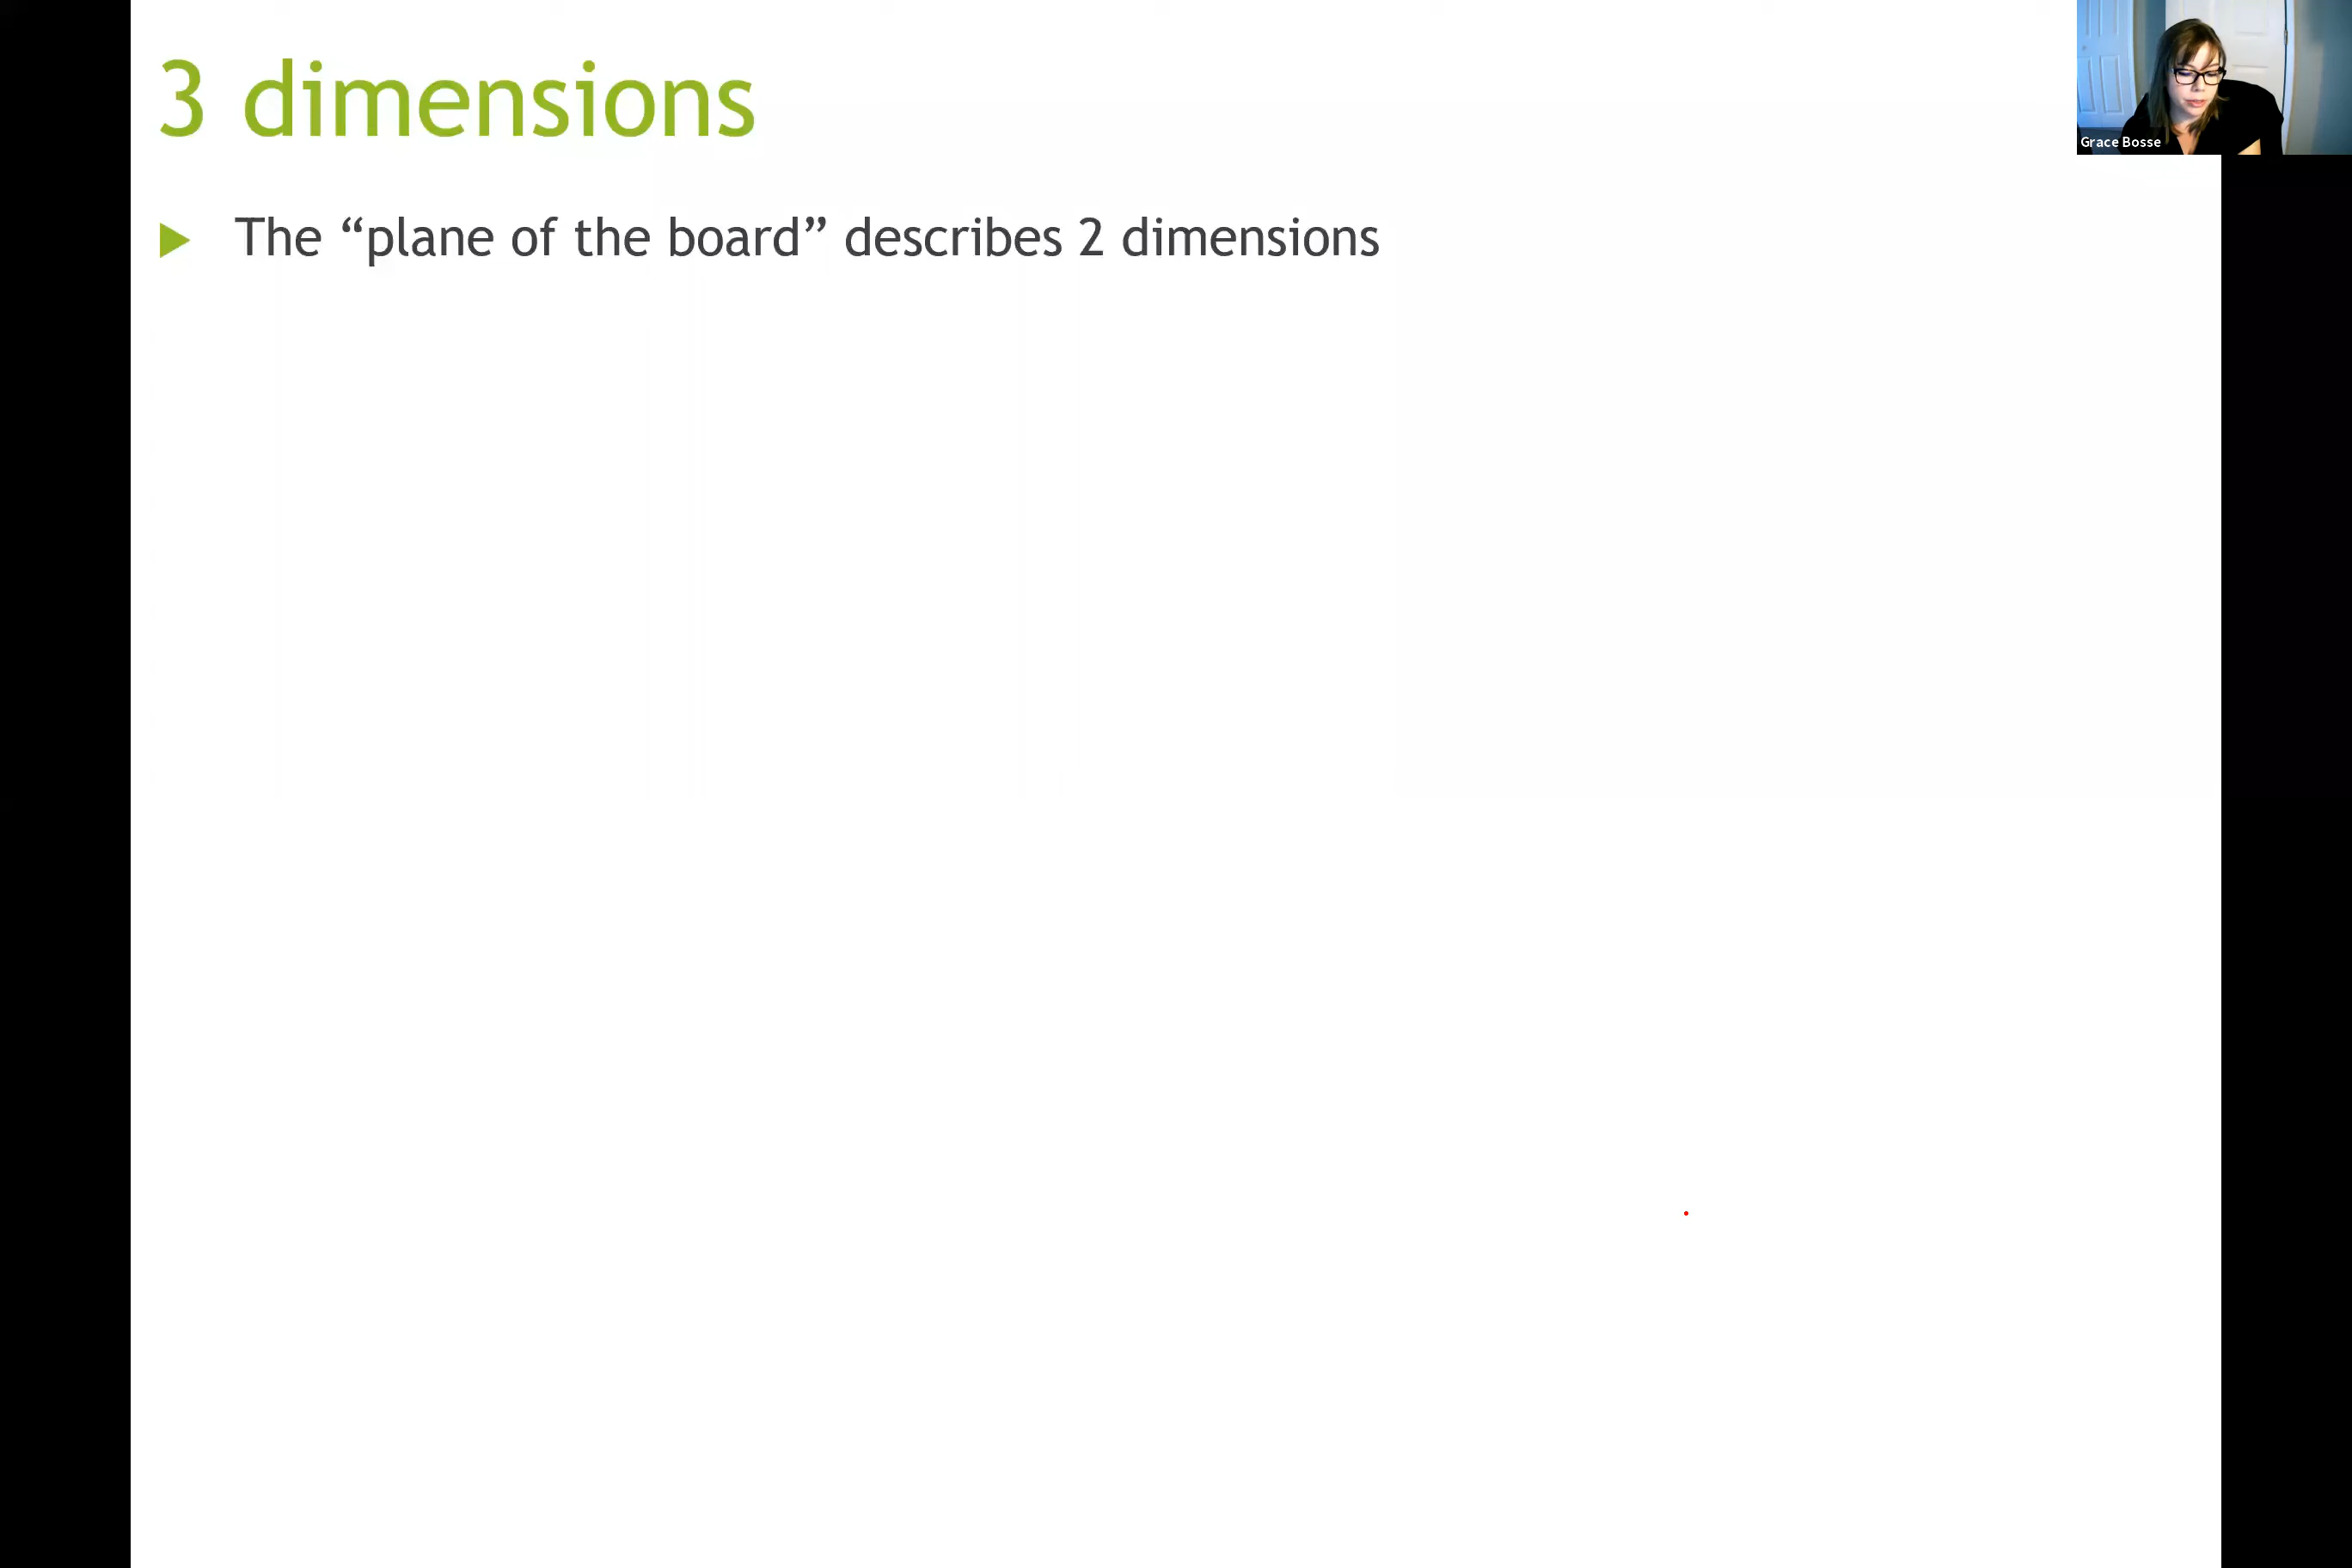 3 dimensions
Grace Bosse
The “plane of the board” describes 2 dimensions